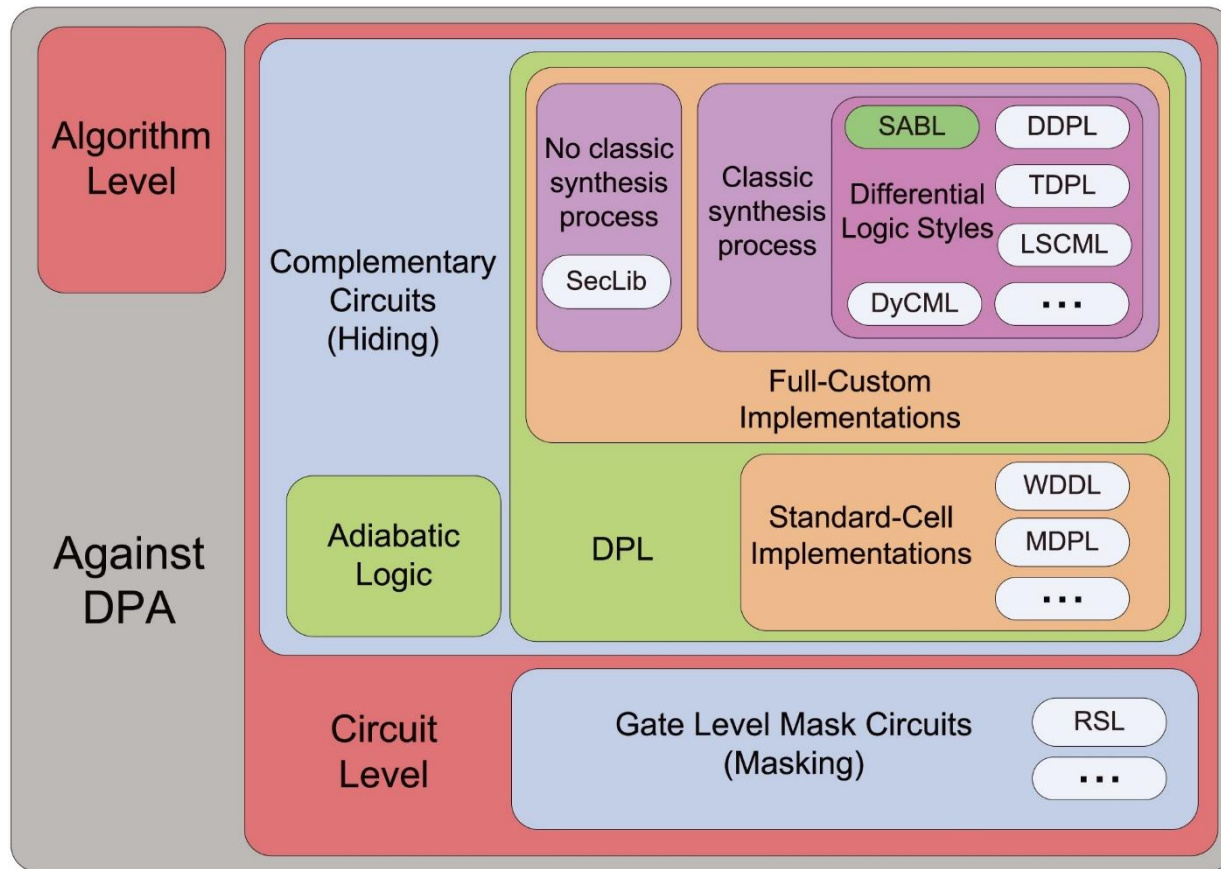 Algorithm
Level
Against
DPA
Complementary
Circuits
(Hiding)
Adiabatic
Logic
No classic
synthesis
process
SecLib
Classic
synthesis
process
SABL
Differential
Logic Styles
DyCML
DDPL
TDPL
LSCML
...
Full-Custom
Implementations
DPL
Standard-Cell
Implementations
WDDL
MDPL
...
Circuit
Level
Gate Level Mask Circuits
(Masking)
RSL
...